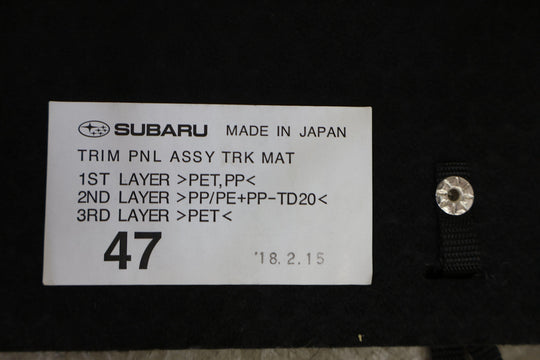 SUBARU MADE IN JAPAN
TRIM PNL ASSY TRK MAT
1ST LAYER >PET,PP<
2ND LAYER >PP/PE+PP-TD20<
3RD LAYER >PET<
47 '18.2.15